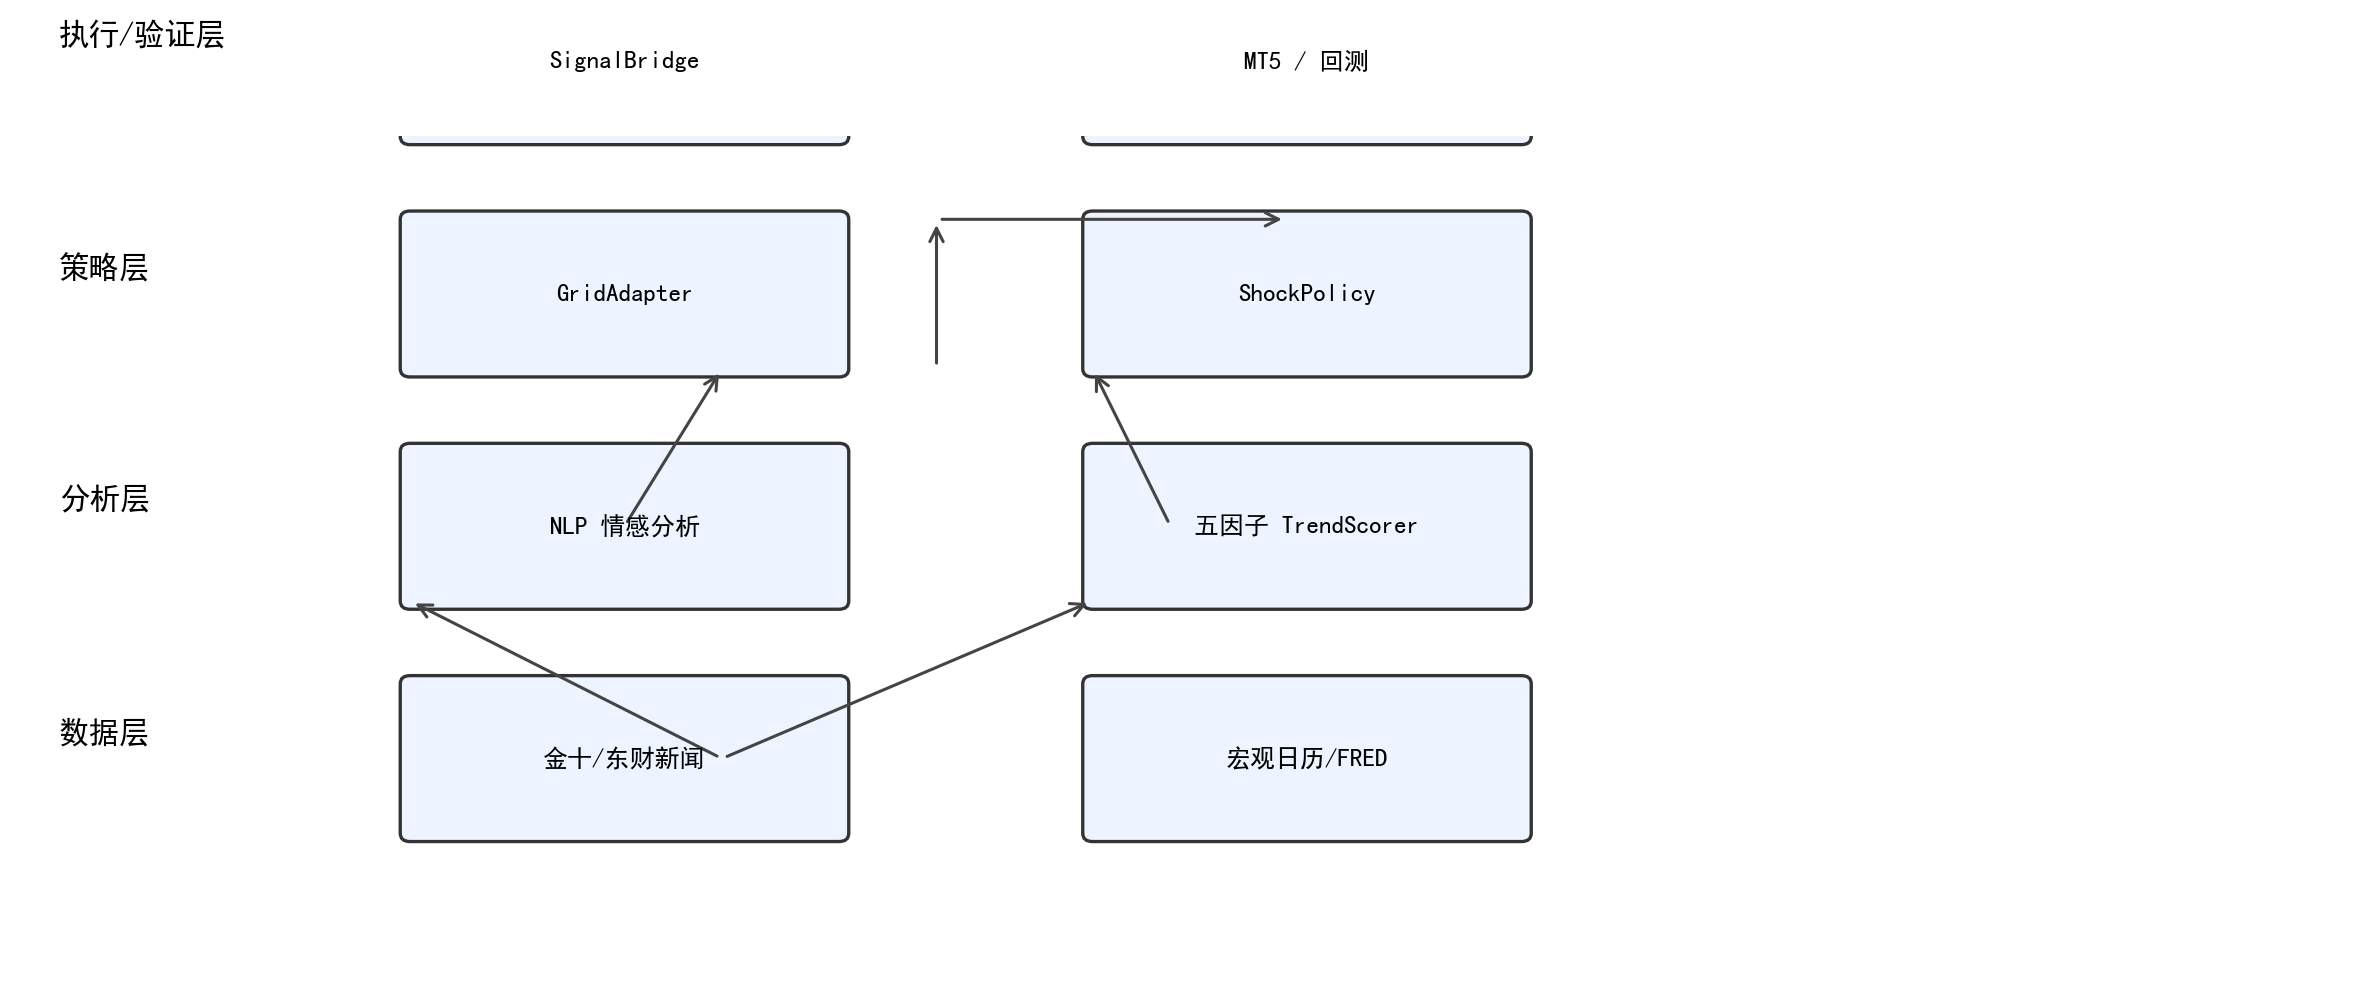 执行/验证层
SignalBridge
MT5 / 回测
策略层
GridAdapter
ShockPolicy
分析层
NLP 情感分析
五因子 TrendScorer
数据层
金十/东财新闻
宏观日历/FRED